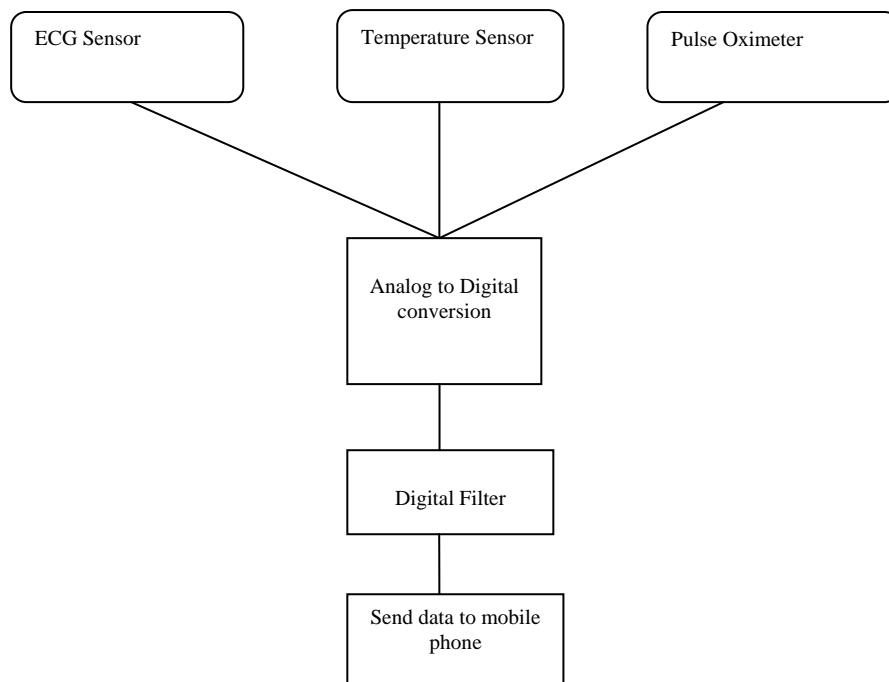 ECG Sensor
Temperature Sensor
Pulse Oximeter
Analog to Digital
conversion
Digital Filter
Send data to mobile
phone